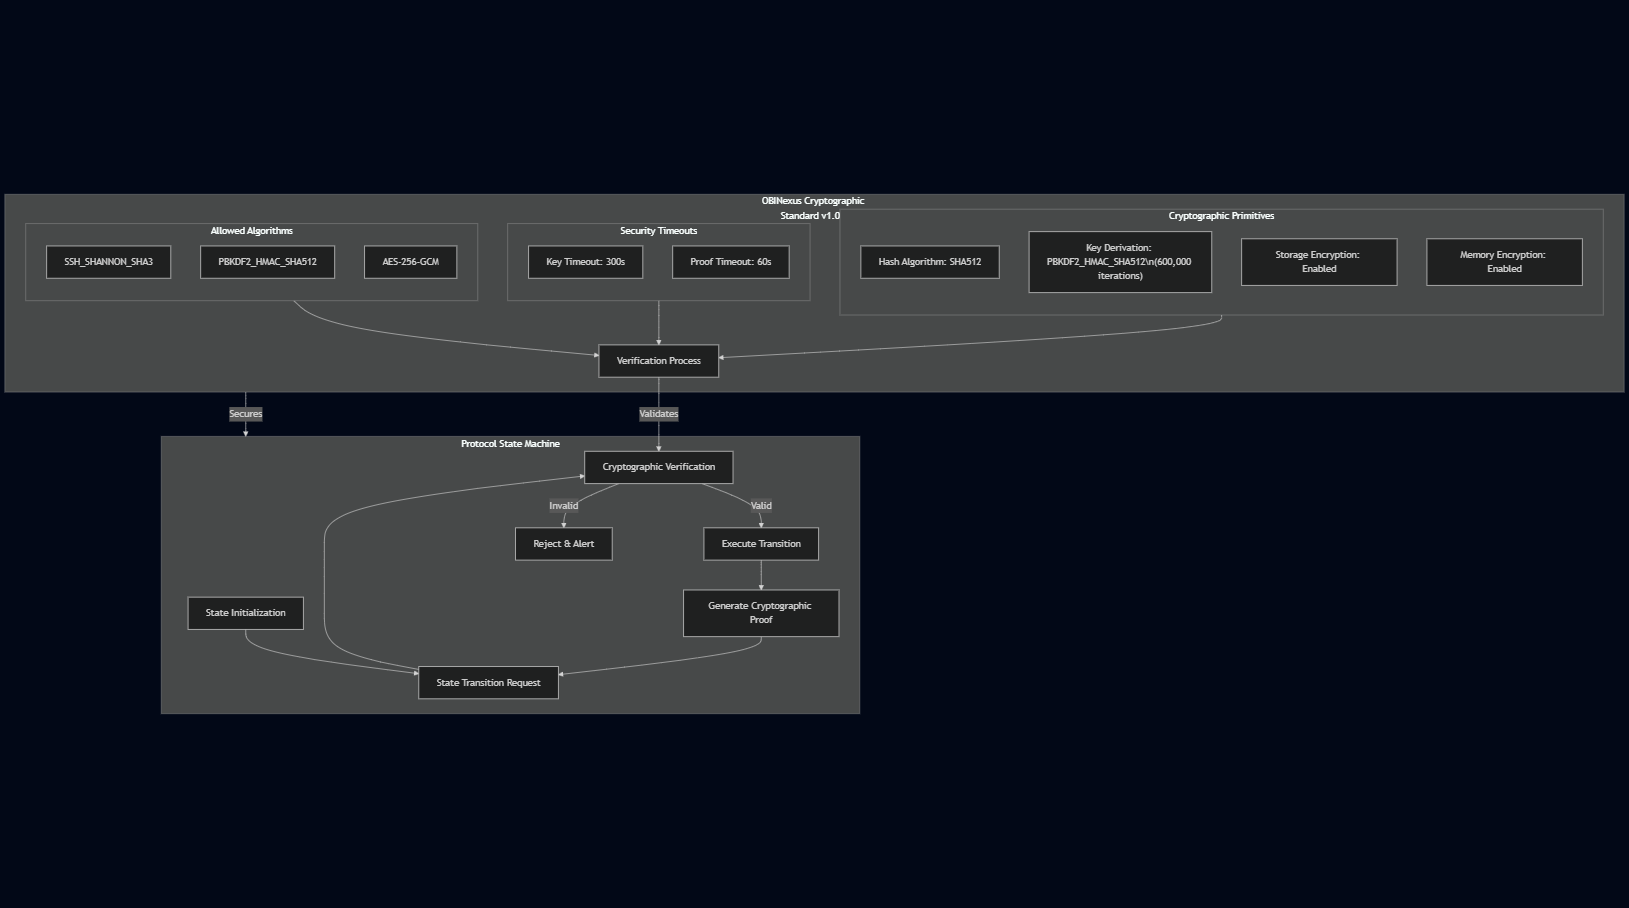 OBINexus Cryptographic
Standard v1.0
Allowed Algorithms
SSH_SHANNON_SHA3
PBKDF2_HMAC_SHA512
AES-256-GCM
Security Timeouts
Key Timeout: 300s
Proof Timeout: 60s
Cryptographic Primitives
Hash Algorithm: SHA512
Key Derivation:
PBKDF2_HMAC_SHA512\n(600,000
iterations)
Storage Encryption:
Enabled
Memory Encryption:
Enabled
Verification Process
Secures
Validates
Protocol State Machine
Cryptographic Verification
Invalid
Valid
Reject & Alert
Execute Transition
State Initialization
Generate Cryptographic
Proof
State Transition Request